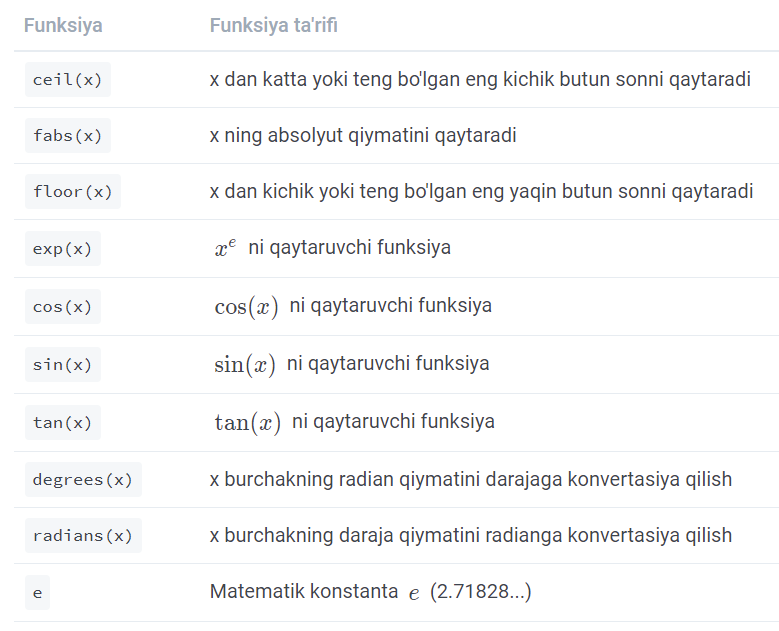 Funksiya Funksiya ta'rifi
ceil(x) x dan katta yoki teng bo'lgan eng kichik butun sonni qaytaradi
fabs(x) x ning absolyut qiymatini qaytaradi
floor(x) x dan kichik yoki teng bo'lgan eng yaqin butun sonni qaytaradi
exp(x) xᵉ ni qaytaruvchi funksiya
cos(x) cos(x) ni qaytaruvchi funksiya
sin(x) sin(x) ni qaytaruvchi funksiya
tan(x) tan(x) ni qaytaruvchi funksiya
degrees(x) x burchakning radian qiymatini darajaga konvertasiya qilish
radians(x) x burchakning daraja qiymatini radianga konvertasiya qilish
e Matematik konstanta e (2.71828...)